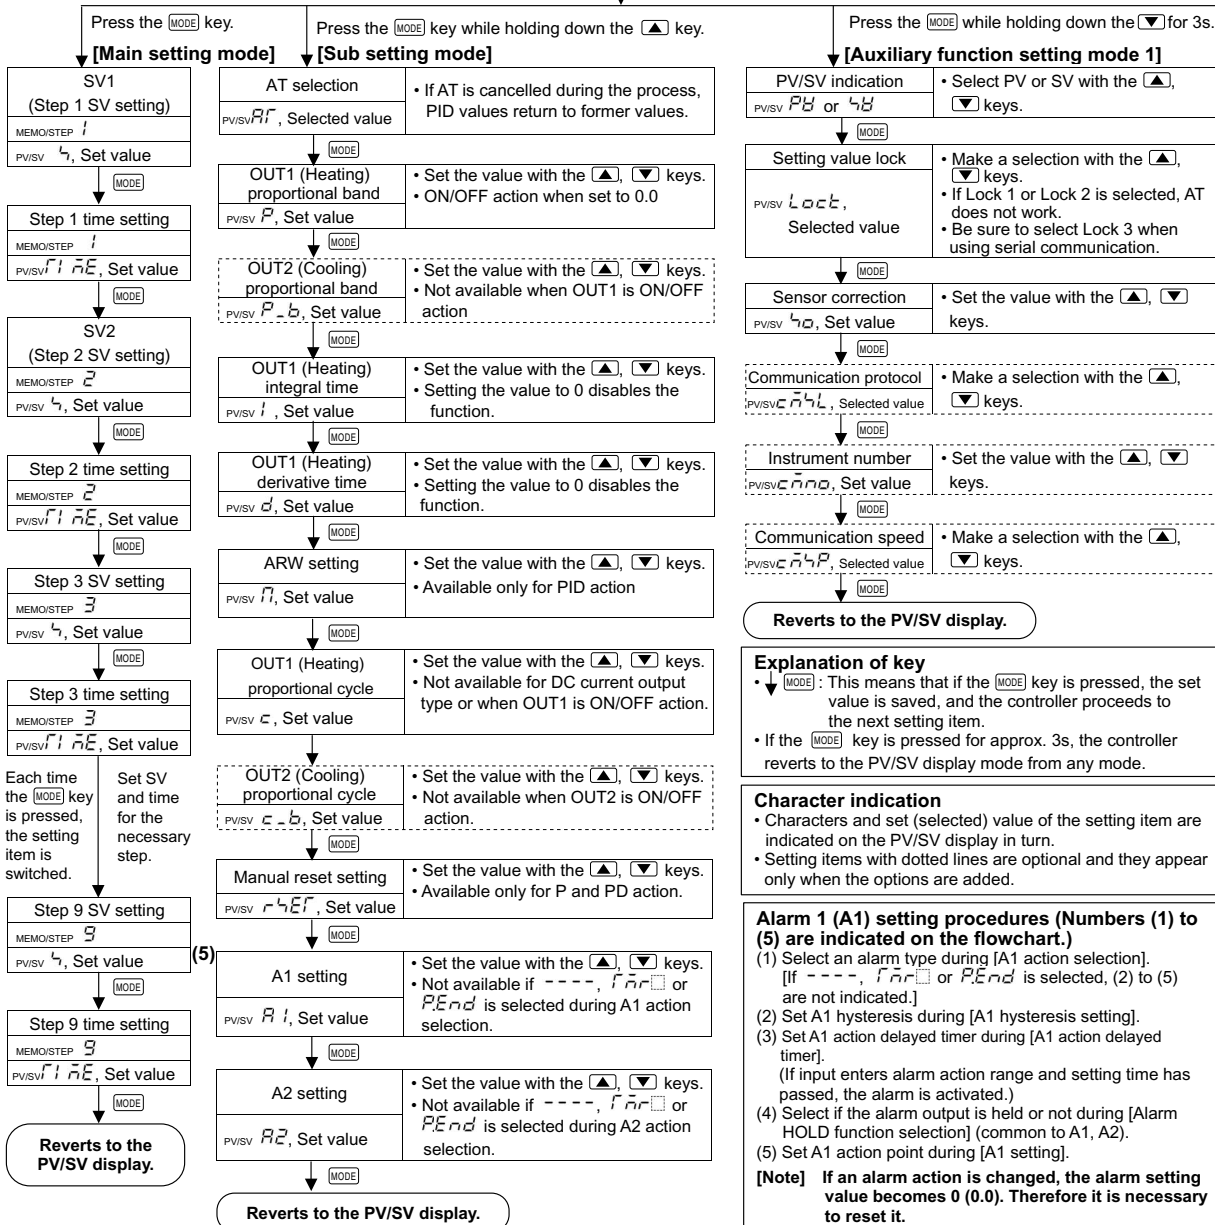 Press the MODE key.
[Main setting mode]
SV1
(Step 1 SV setting)
MEMO/STEP 1
PV/SV S, Set value
MODE
Step 1 time setting
MEMO/STEP 1
PV/SV TIME, Set value
MODE
SV2
(Step 2 SV setting)
MEMO/STEP 2
PV/SV S, Set value
MODE
Step 2 time setting
MEMO/STEP 2
PV/SV TIME, Set value
MODE
Step 3 SV setting
MEMO/STEP 3
PV/SV S, Set value
MODE
Step 3 time setting
MEMO/STEP 3
PV/SV TIME, Set value
Each time
the MODE key
is pressed,
the setting
item is
switched.
Set SV
and time
for the
necessary
step.
Step 9 SV setting
MEMO/STEP 9
PV/SV S, Set value
MODE
Step 9 time setting
MEMO/STEP 9
PV/SV TIME, Set value
MODE
Reverts to the
PV/SV display.
Press the MODE key while holding down the ▲ key.
[Sub setting mode]
AT selection
PV/SV AT, Selected value
• If AT is cancelled during the process,
PID values return to former values.
MODE
OUT1 (Heating)
proportional band
PV/SV P, Set value
• Set the value with the ▲, ▼ keys.
• ON/OFF action when set to 0.0
MODE
OUT2 (Cooling)
proportional band
PV/SV P_b, Set value
• Set the value with the ▲, ▼ keys.
• Not available when OUT1 is ON/OFF
action
MODE
OUT1 (Heating)
integral time
PV/SV I, Set value
• Set the value with the ▲, ▼ keys.
• Setting the value to 0 disables the
function.
MODE
OUT1 (Heating)
derivative time
PV/SV d, Set value
• Set the value with the ▲, ▼ keys.
• Setting the value to 0 disables the
function.
MODE
ARW setting
PV/SV , Set value
• Set the value with the ▲, ▼ keys.
• Available only for PID action
MODE
OUT1 (Heating)
proportional cycle
PV/SV c, Set value
• Set the value with the ▲, ▼ keys.
• Not available for DC current output
type or when OUT1 is ON/OFF action.
OUT2 (Cooling)
proportional cycle
PV/SV c_b, Set value
• Set the value with the ▲, ▼ keys.
• Not available when OUT2 is ON/OFF
action.
MODE
Manual reset setting
PV/SV rSET, Set value
• Set the value with the ▲, ▼ keys.
• Available only for P and PD action.
MODE
(5)
A1 setting
PV/SV A1, Set value
• Set the value with the ▲, ▼ keys.
• Not available if ----, Tmr□ or
P.End is selected during A1 action
selection.
MODE
A2 setting
PV/SV A2, Set value
• Set the value with the ▲, ▼ keys.
• Not available if ----, Tmr□ or
P.End is selected during A2 action
selection.
MODE
Reverts to the PV/SV display.
Press the MODE while holding down the ▼ for 3s.
[Auxiliary function setting mode 1]
PV/SV indication
PV/SV PV or SV
• Select PV or SV with the ▲,
▼ keys.
MODE
Setting value lock
PV/SV Lock,
Selected value
• Make a selection with the ▲,
▼ keys.
• If Lock 1 or Lock 2 is selected, AT
does not work.
• Be sure to select Lock 3 when
using serial communication.
MODE
Sensor correction
PV/SV So, Set value
• Set the value with the ▲, ▼
keys.
MODE
Communication protocol
PV/SV cmSL, Selected value
• Make a selection with the ▲,
▼ keys.
MODE
Instrument number
PV/SV cmno, Set value
• Set the value with the ▲, ▼
keys.
MODE
Communication speed
PV/SV cmSP, Selected value
• Make a selection with the ▲,
▼ keys.
MODE
Reverts to the PV/SV display.
Explanation of key
• ↓ MODE : This means that if the MODE key is pressed, the set
value is saved, and the controller proceeds to
the next setting item.
• If the MODE key is pressed for approx. 3s, the controller
reverts to the PV/SV display mode from any mode.
Character indication
• Characters and set (selected) value of the setting item are
indicated on the PV/SV display in turn.
• Setting items with dotted lines are optional and they appear
only when the options are added.
Alarm 1 (A1) setting procedures (Numbers (1) to
(5) are indicated on the flowchart.)
(1) Select an alarm type during [A1 action selection].
[If ----, Tmr□ or P.End is selected, (2) to (5)
are not indicated.]
(2) Set A1 hysteresis during [A1 hysteresis setting].
(3) Set A1 action delayed timer during [A1 action delayed
timer].
(If input enters alarm action range and setting time has
passed, the alarm is activated.)
(4) Select if the alarm output is held or not during [Alarm
HOLD function selection] (common to A1, A2).
(5) Set A1 action point during [A1 setting].
[Note] If an alarm action is changed, the alarm setting
value becomes 0 (0.0). Therefore it is necessary
to reset it.